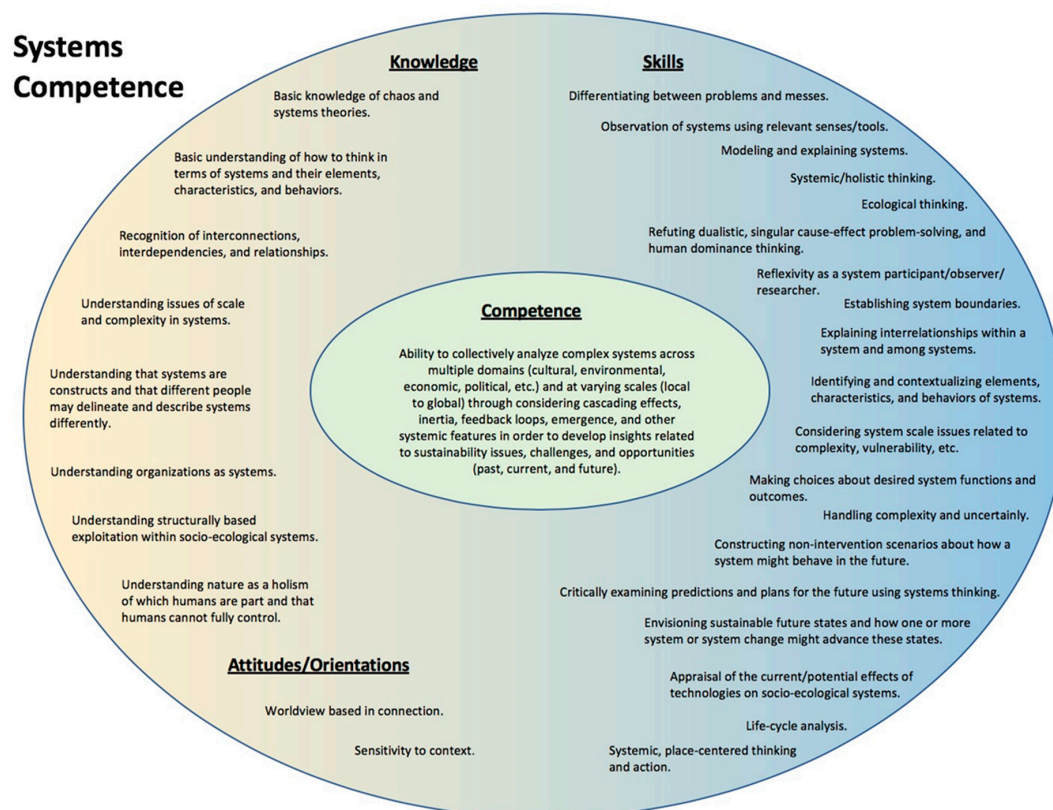 Systems
Competence
Knowledge
Basic knowledge of chaos and
systems theories.
Basic understanding of how to think in
terms of systems and their elements,
characteristics, and behaviors.
Recognition of interconnections,
interdependencies, and relationships.
Understanding issues of scale
and complexity in systems.
Understanding that systems are
constructs and that different people
may delineate and describe systems
differently.
Understanding organizations as systems.
Understanding structurally based
exploitation within socio-ecological systems.
Understanding nature as a holism
of which humans are part and that
humans cannot fully control.
Attitudes/Orientations
Worldview based in connection.
Sensitivity to context.
Competence
Ability to collectively analyze complex systems across
multiple domains (cultural, environmental,
economic, political, etc.) and at varying scales (local
to global) through considering cascading effects,
inertia, feedback loops, emergence, and other
systemic features in order to develop insights related
to sustainability issues, challenges, and opportunities
(past, current, and future).
Skills
Differentiating between problems and messes.
Observation of systems using relevant senses/tools.
Modeling and explaining systems.
Systemic/holistic thinking.
Ecological thinking.
Refuting dualistic, singular cause-effect problem-solving, and
human dominance thinking.
Reflexivity as a system participant/observer/
researcher.
Establishing system boundaries.
Explaining interrelationships within a
system and among systems.
Identifying and contextualizing elements,
characteristics, and behaviors of systems.
Considering system scale issues related to
complexity, vulnerability, etc.
Making choices about desired system functions and
outcomes.
Handling complexity and uncertainly.
Constructing non-intervention scenarios about how a
system might behave in the future.
Critically examining predictions and plans for the future using systems thinking.
Envisioning sustainable future states and how one or more
system or system change might advance these states.
Appraisal of the current/potential effects of
technologies on socio-ecological systems.
Life-cycle analysis.
Systemic, place-centered thinking
and action.